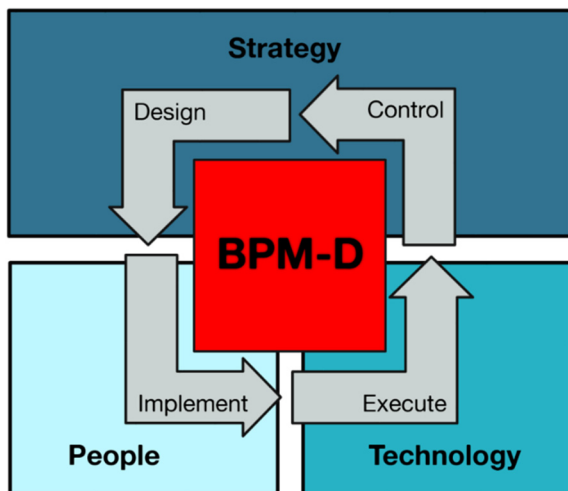 Strategy
Design
Control
BPM-D
Implement
Execute
People
Technology